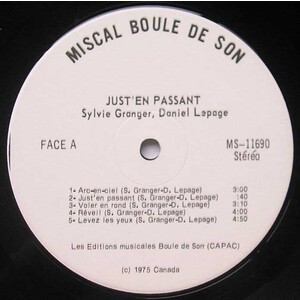 MISCAL BOULE DE SON
JUST'EN PASSANT
Sylvie Granger, Daniel Lepage
FACE A
MS-11690
Stéréo
1- Arc-en-ciel (S. Granger-D. Lepage) 3:00
2- Just'en passant (S. Granger-D. Lepage) :40
3- Voler en rond (S. Granger-D. Lepage) 3:10
4- Réveil (S. Granger-D. Lepage) 4:00
5- Levez les yeux (S. Granger-D. Lepage) 4:50
Les Editions musicales Boule de Son (CAPAC)
(c) 1975 Canada